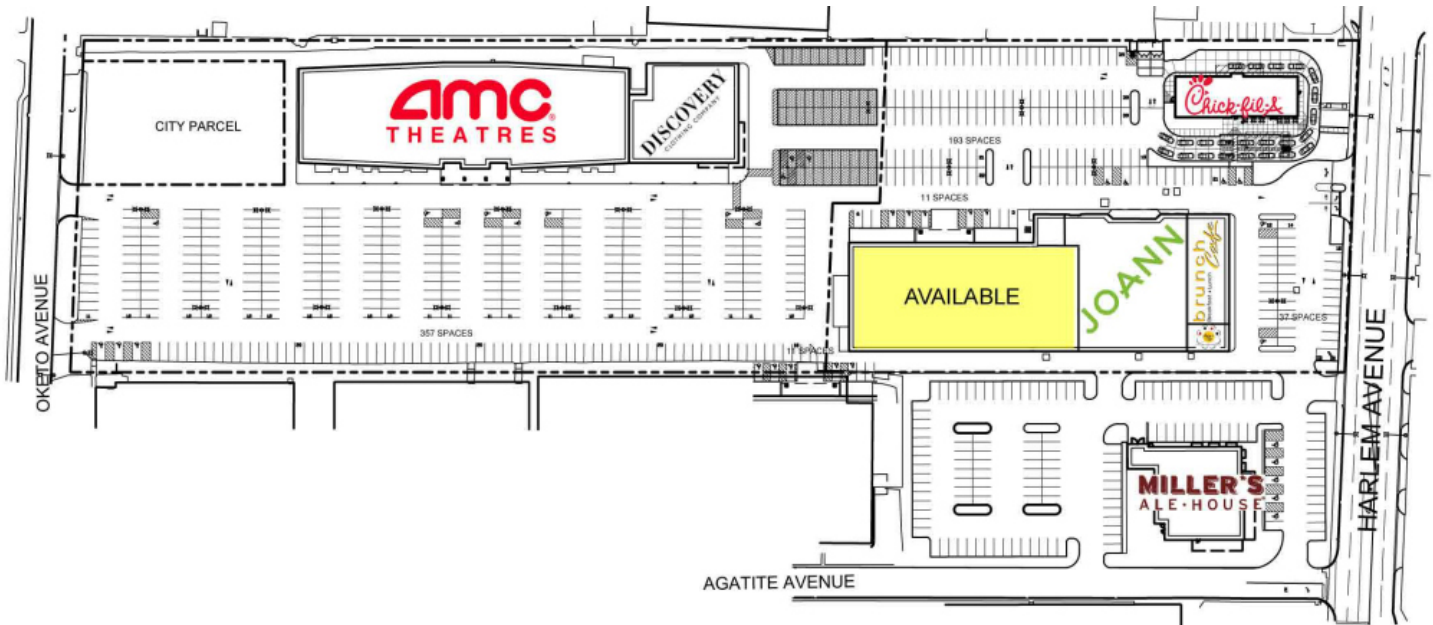 CITY PARCEL
AMC
THEATRES
DISCOVERY
CLOTHING COMPANY
Chick-fil-A
193 SPACES
11 SPACES
AVAILABLE
JOANN
brunch
Cafe
37 SPACES
357 SPACES
11 SPACES
OKETO AVENUE
HARLEM AVENUE
MILLER'S
ALE·HOUSE
AGATITE AVENUE